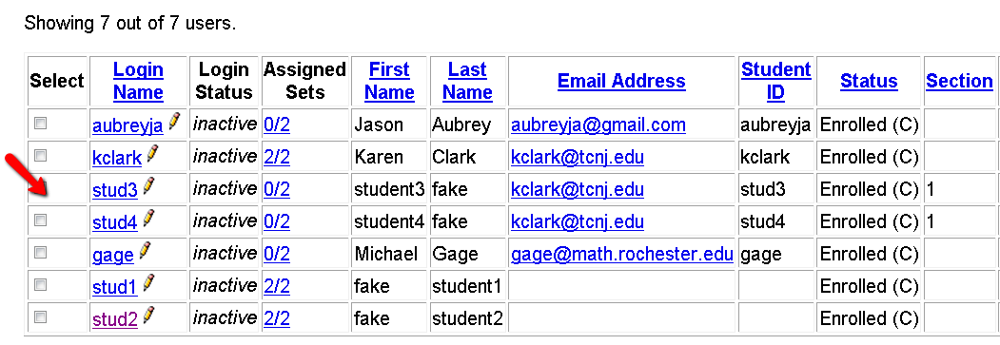 Showing 7 out of 7 users.
Select Login Name Login Status Assigned Sets First Name Last Name Email Address Student ID Status Section
aubreyja inactive 0/2 Jason Aubrey aubreyja@gmail.com aubreyja Enrolled (C)
kclark inactive 2/2 Karen Clark kclark@tcnj.edu kclark Enrolled (C)
stud3 inactive 0/2 student3 fake kclark@tcnj.edu stud3 Enrolled (C) 1
stud4 inactive 0/2 student4 fake kclark@tcnj.edu stud4 Enrolled (C) 1
gage inactive 0/2 Michael Gage gage@math.rochester.edu gage Enrolled (C)
stud1 inactive 2/2 fake student1 Enrolled (C)
stud2 inactive 2/2 fake student2 Enrolled (C)